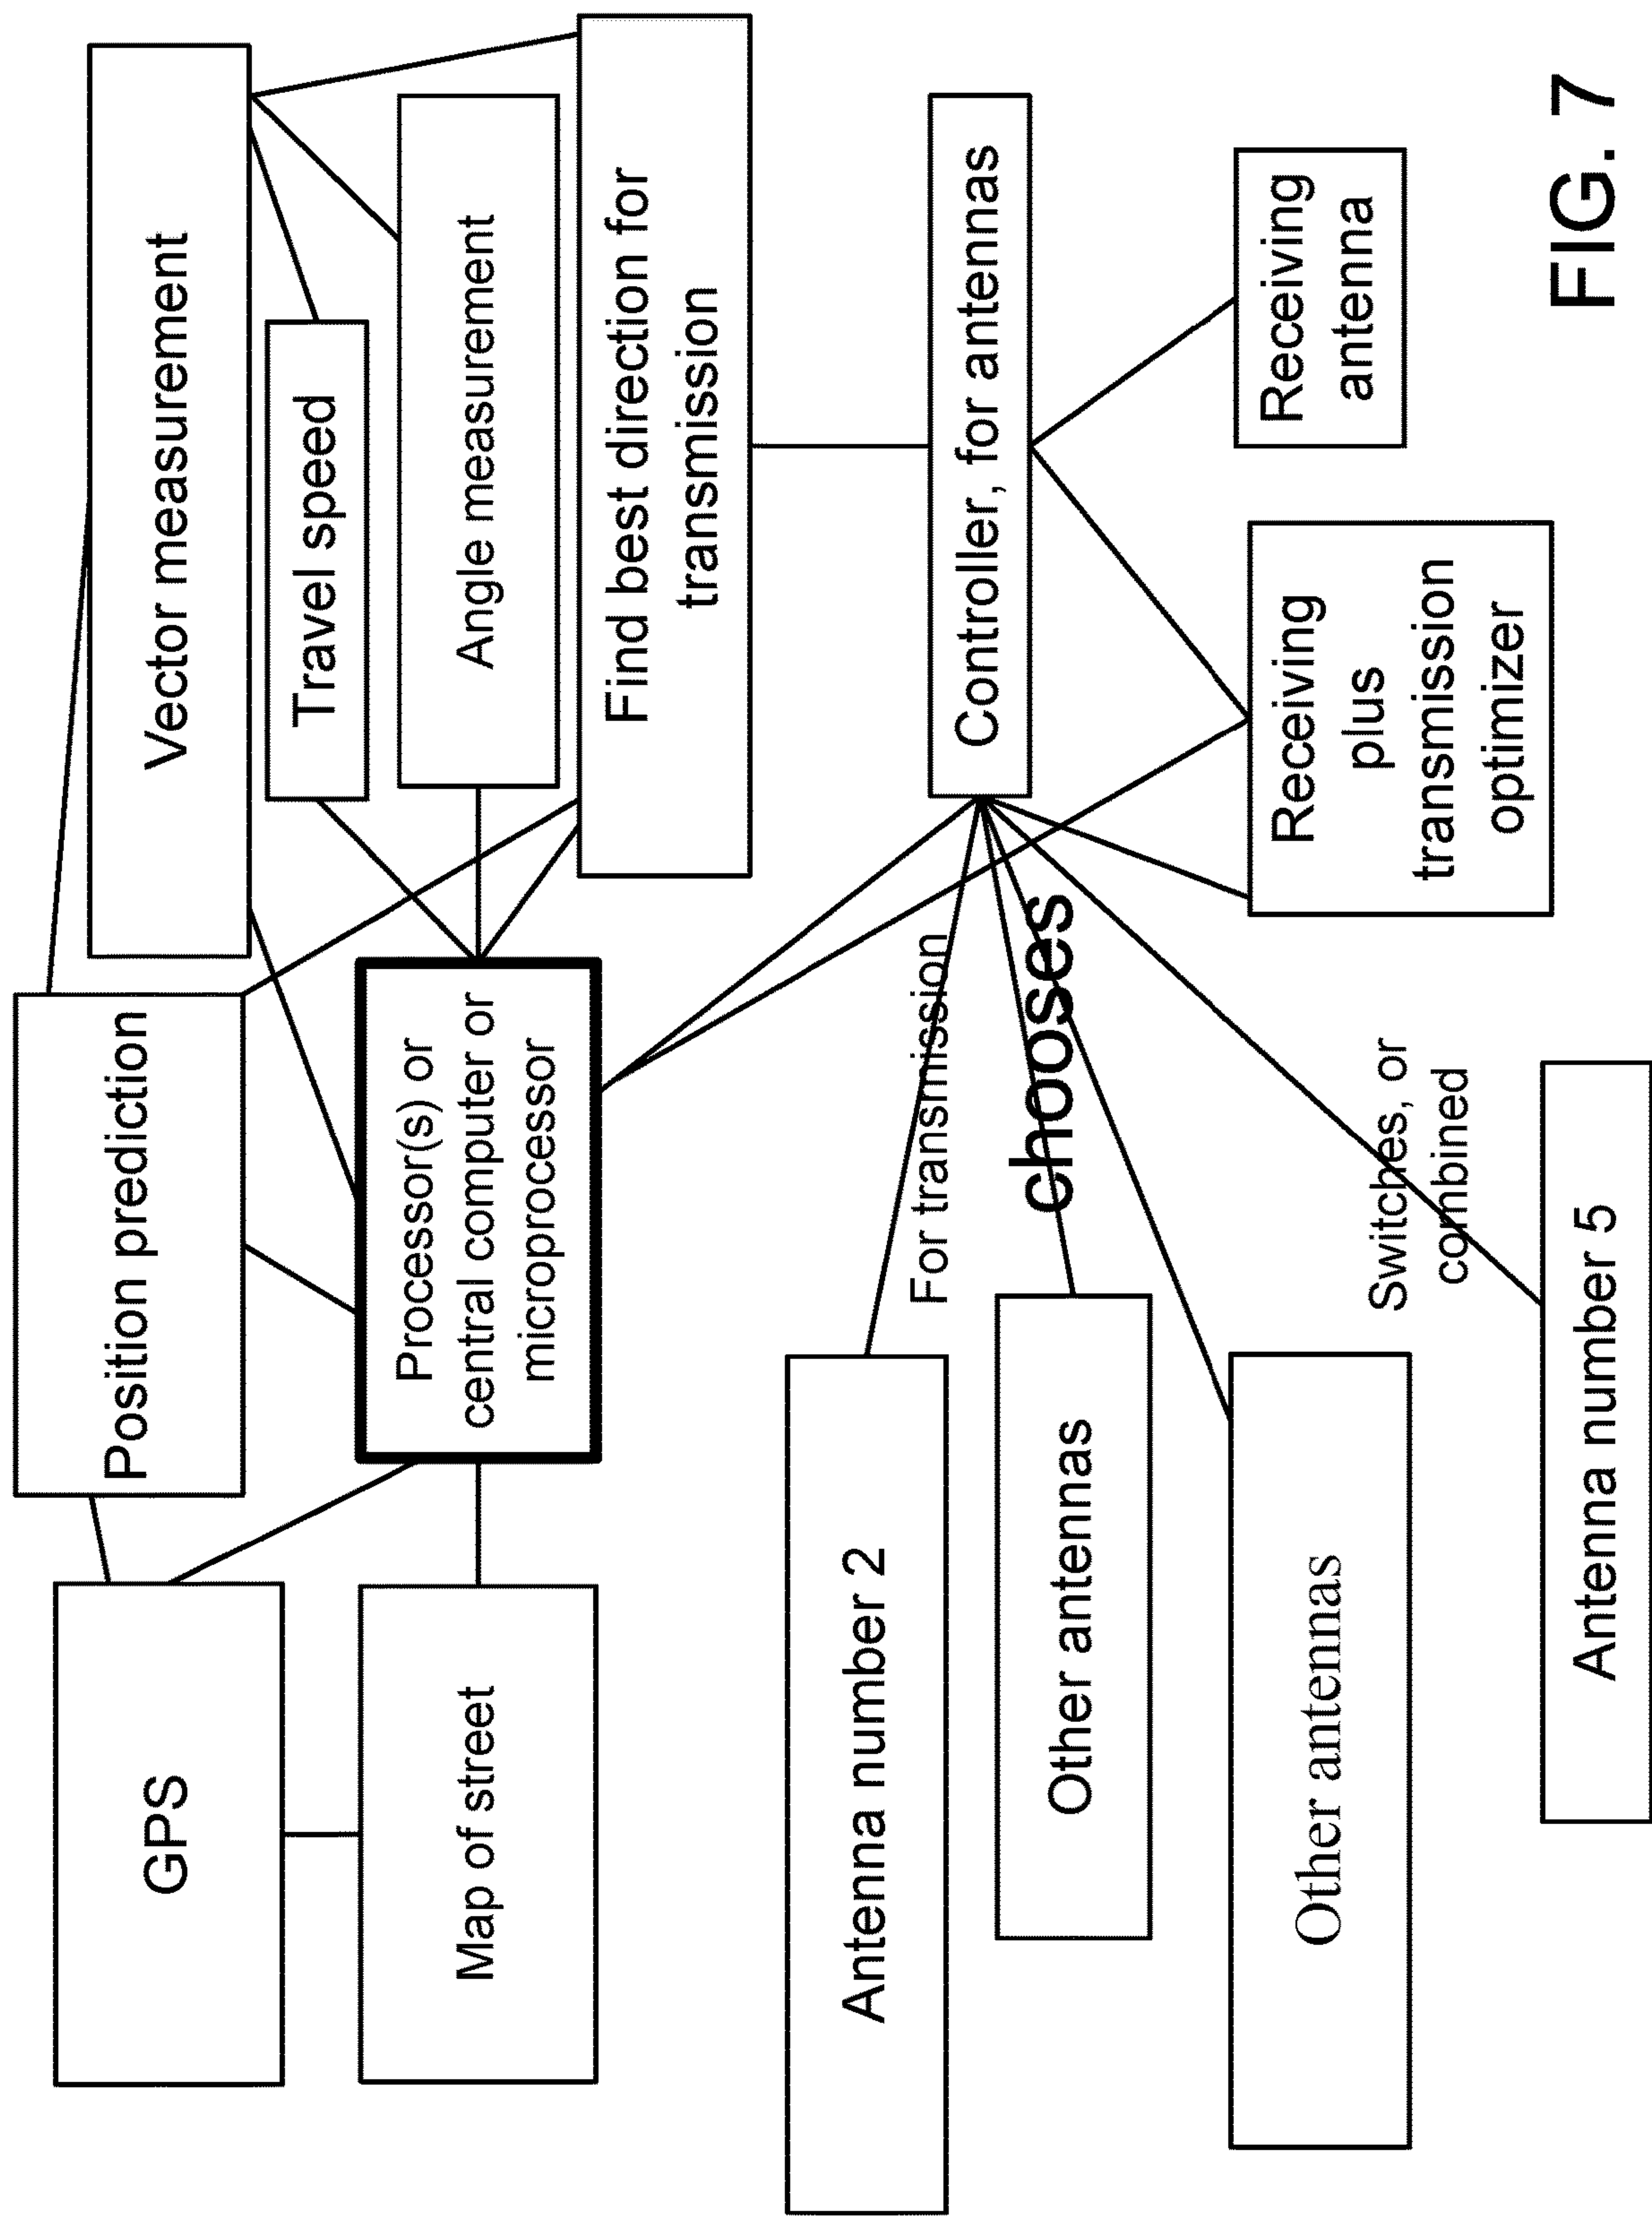 GPS
Position prediction
Vector measurement
Travel speed
Map of street
Processor(s) or
central computer or
microprocessor
Angle measurement
Find best direction for
transmission
Antenna number 2
For transmission
Controller, for antennas
Other antennas
chooses
Other antennas
Switches, or
combined
Receiving
plus
transmission
optimizer
Receiving
antenna
Antenna number 5
FIG. 7